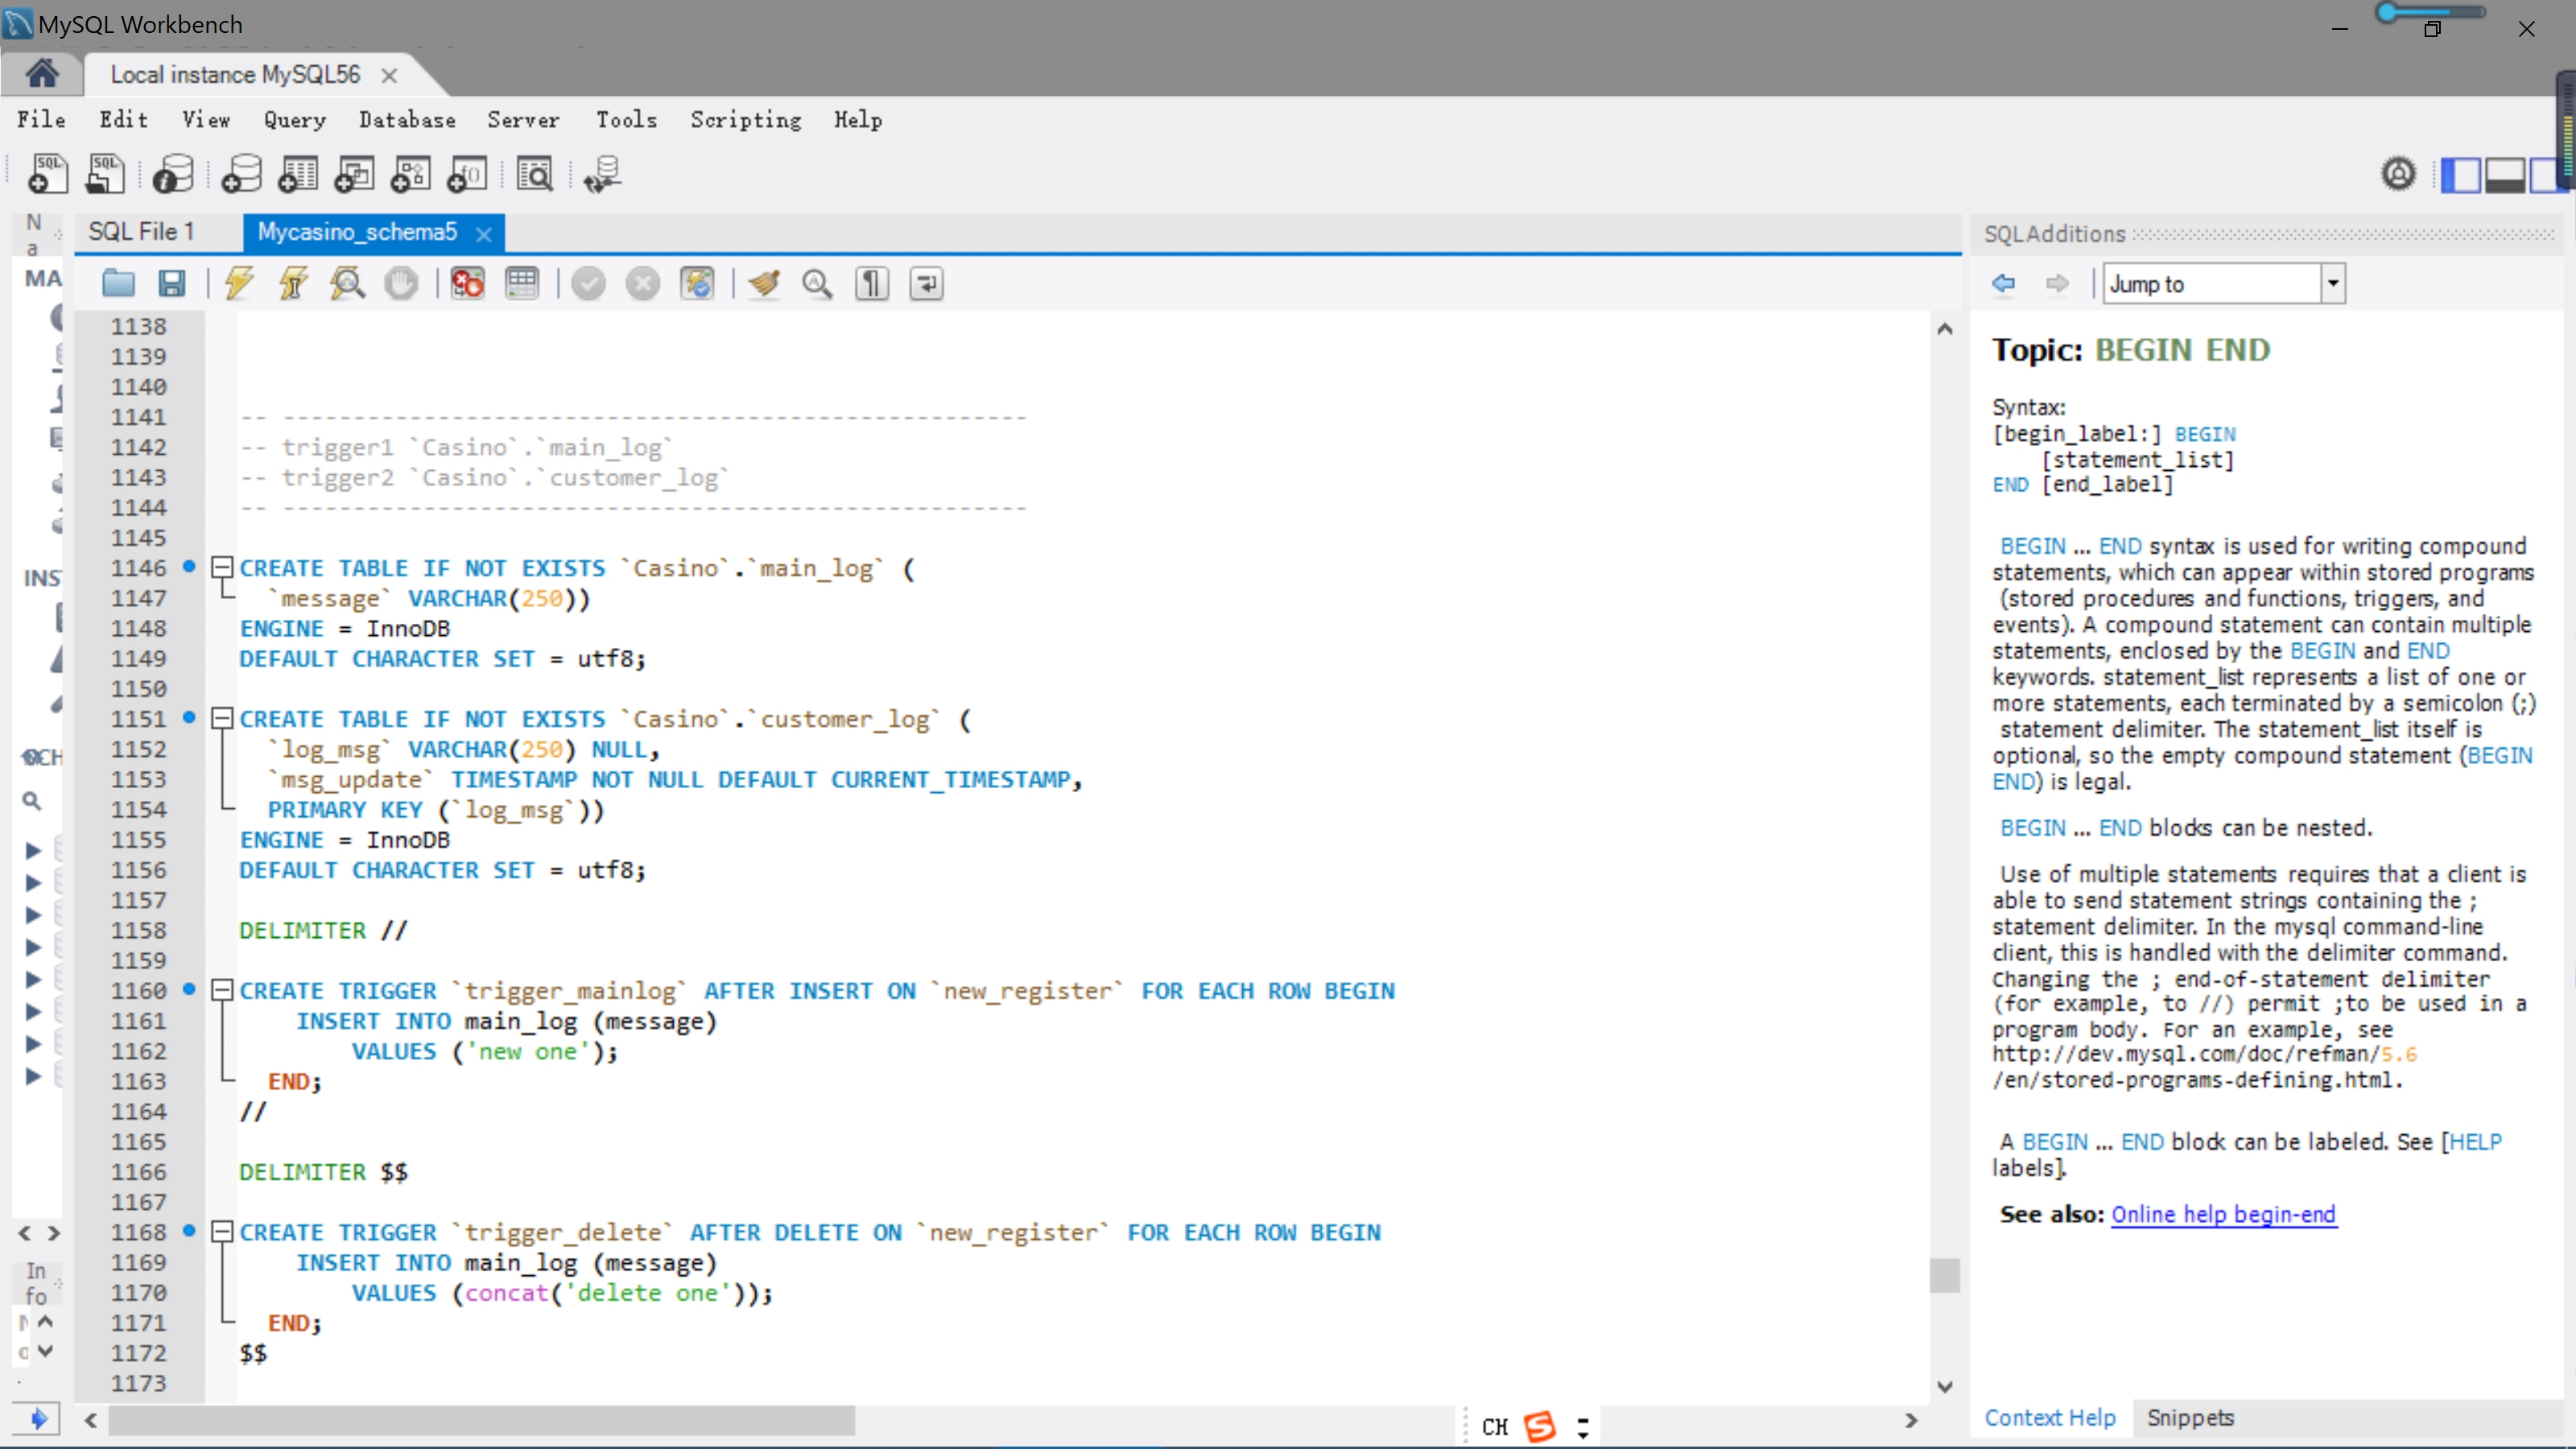 MySQL Workbench
Local instance MySQL56
File Edit View Query Database Server Tools Scripting Help
SQL File 1 Mycasino_schema5
1138
1139
1140
1141 -- -----------------------------------------------------
1142 -- trigger1 `Casino`.`main_log`
1143 -- trigger2 `Casino`.`customer_log`
1144 -- -----------------------------------------------------
1145
1146 CREATE TABLE IF NOT EXISTS `Casino`.`main_log` (
1147 `message` VARCHAR(250))
1148 ENGINE = InnoDB
1149 DEFAULT CHARACTER SET = utf8;
1150
1151 CREATE TABLE IF NOT EXISTS `Casino`.`customer_log` (
1152 `log_msg` VARCHAR(250) NULL,
1153 `msg_update` TIMESTAMP NOT NULL DEFAULT CURRENT_TIMESTAMP,
1154 PRIMARY KEY (`log_msg`))
1155 ENGINE = InnoDB
1156 DEFAULT CHARACTER SET = utf8;
1157
1158 DELIMITER //
1159
1160 CREATE TRIGGER `trigger_mainlog` AFTER INSERT ON `new_register` FOR EACH ROW BEGIN
1161 INSERT INTO main_log (message)
1162 VALUES ('new one');
1163 END;
1164 //
1165
1166 DELIMITER $$
1167
1168 CREATE TRIGGER `trigger_delete` AFTER DELETE ON `new_register` FOR EACH ROW BEGIN
1169 INSERT INTO main_log (message)
1170 VALUES (concat('delete one'));
1171 END;
1172 $$
1173
Na
MA
INS
In
fo
CH
SQLAdditions
Jump to
Topic: BEGIN END
Syntax:
[begin_label:] BEGIN
[statement_list]
END [end_label]
BEGIN ... END syntax is used for writing compound
statements, which can appear within stored programs
(stored procedures and functions, triggers, and
events). A compound statement can contain multiple
statements, enclosed by the BEGIN and END
keywords. statement_list represents a list of one or
more statements, each terminated by a semicolon (;)
statement delimiter. The statement_list itself is
optional, so the empty compound statement (BEGIN
END) is legal.
BEGIN ... END blocks can be nested.
Use of multiple statements requires that a client is
able to send statement strings containing the ;
statement delimiter. In the mysql command-line
client, this is handled with the delimiter command.
Changing the ; end-of-statement delimiter
(for example, to //) permit ;to be used in a
program body. For an example, see
http://dev.mysql.com/doc/refman/5.6
/en/stored-programs-defining.html.
A BEGIN ... END block can be labeled. See [HELP
labels].
See also: Online help begin-end
Context Help Snippets